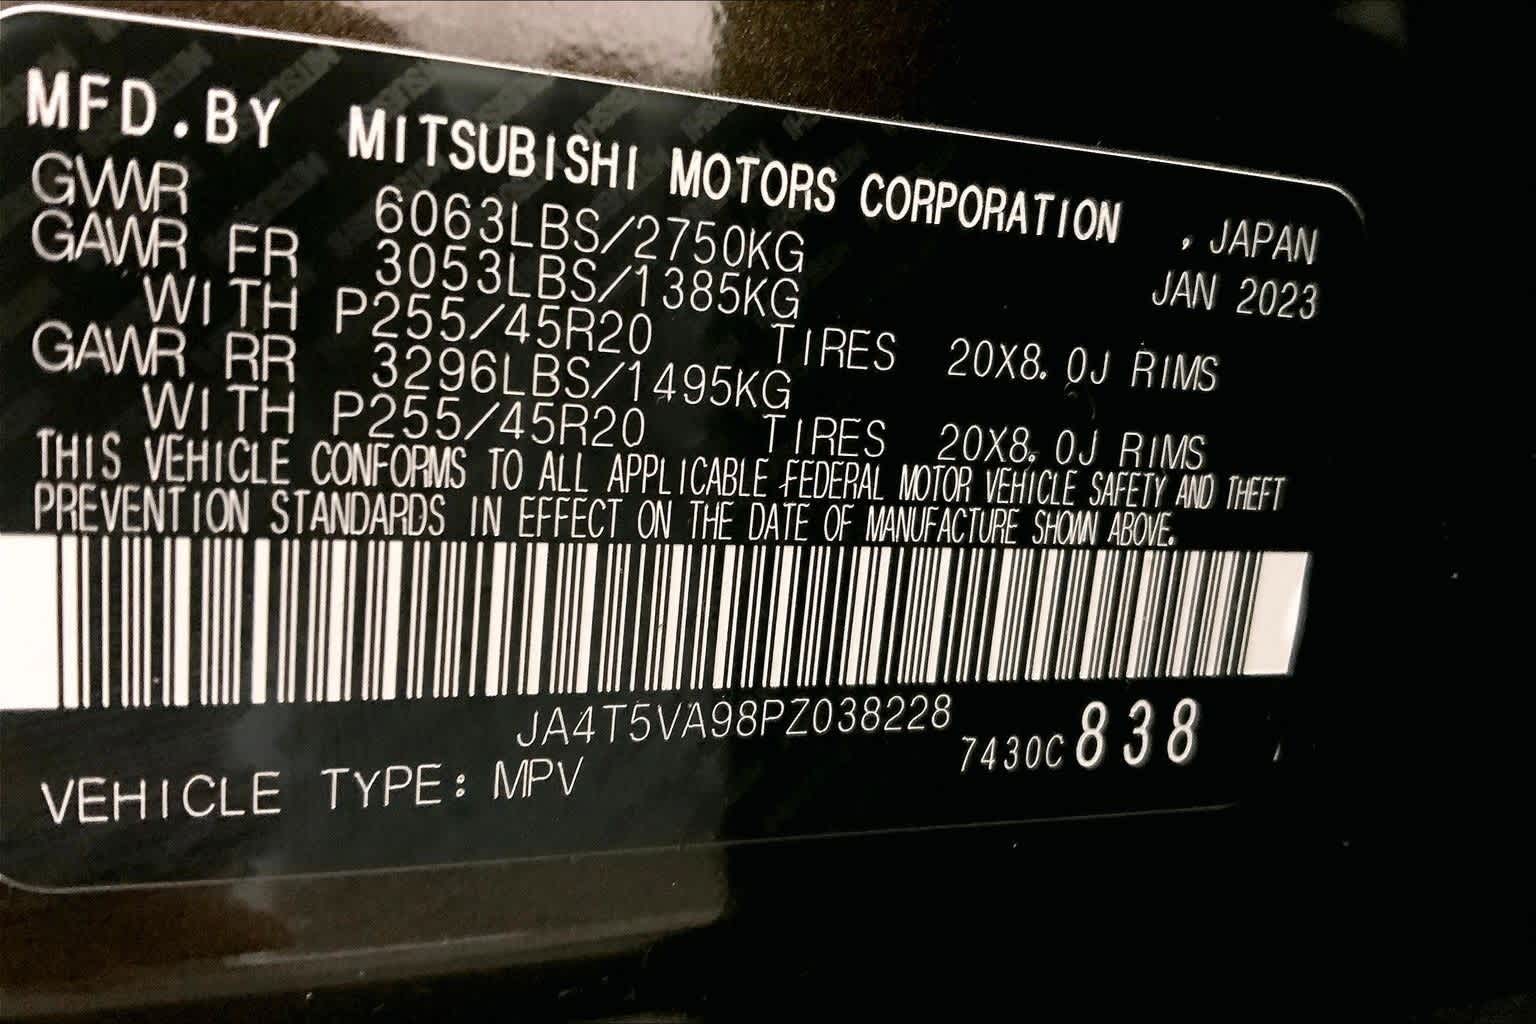 MFD.BY MITSUBISHI MOTORS CORPORATION , JAPAN
GVWR 6063LBS/2750KG JAN 2023
GAWR FR 3053LBS/1385KG
WITH P255/45R20 TIRES 20X8.0J RIMS
GAWR RR 3296LBS/1495KG
WITH P255/45R20 TIRES 20X8.0J RIMS
THIS VEHICLE CONFORMS TO ALL APPLICABLE FEDERAL MOTOR VEHICLE SAFETY AND THEFT
PREVENTION STANDARDS IN EFFECT ON THE DATE OF MANUFACTURE SHOWN ABOVE.
JA4T5VA98PZ038228
7430C 838
VEHICLE TYPE: MPV